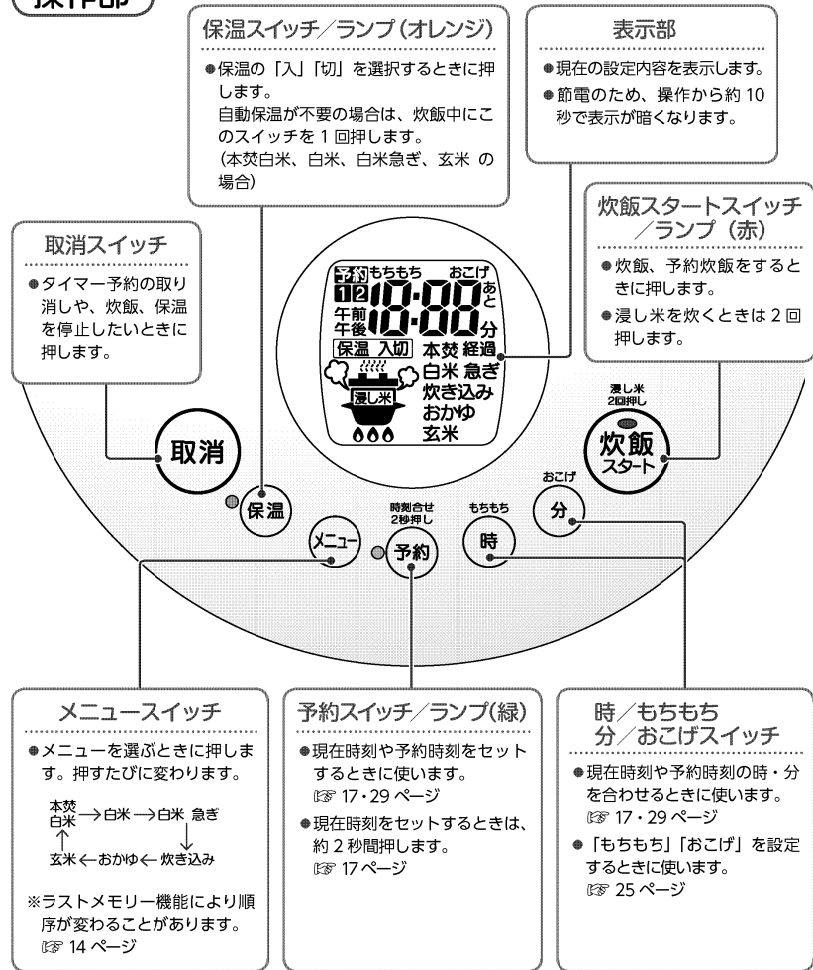 操作部
保温スイッチ／ランプ（オレンジ）
●保温の「入」「切」を選択するときに押
します。
自動保温が不要の場合は、炊飯中にこ
のスイッチを１回押します。
（本焚白米、白米、白米急ぎ、玄米 の
場合）
表示部
●現在の設定内容を表示します。
●節電のため、操作から約 10
秒で表示が暗くなります。
取消スイッチ
●タイマー予約の取り
消しや、炊飯、保温
を停止したいときに
押します。
炊飯スタートスイッチ
／ランプ（赤）
●炊飯、予約炊飯をすると
きに押します。
●浸し米を炊くときは２回
押します。
予約 もちもち おこげ
1 2 18:88 あと
午前
午後 分
保温 入切 本焚 経過
白米 急ぎ
浸し米 炊き込み
おかゆ
玄米
取消
保温
メニュー
時刻合せ
2秒押し
予約
もちもち
時
おこげ
分
浸し米
2回押し
炊飯
スタート
メニュースイッチ
●メニューを選ぶときに押しま
す。押すたびに変わります。
本焚
白米 → 白米 → 白米 急ぎ
↑ ↓
玄米 ← おかゆ ← 炊き込み
※ラストメモリー機能により順
序が変わることがあります。
☞ 14 ページ
予約スイッチ／ランプ(緑)
●現在時刻や予約時刻をセット
するときに使います。
☞ 17・29 ページ
●現在時刻をセットするときは、
約２秒間押します。
☞ 17 ページ
時／もちもち
分／おこげスイッチ
●現在時刻や予約時刻の時・分
を合わせるときに使います。
☞ 17・29 ページ
●「もちもち」「おこげ」を設定
するときに使います。
☞ 25 ページ